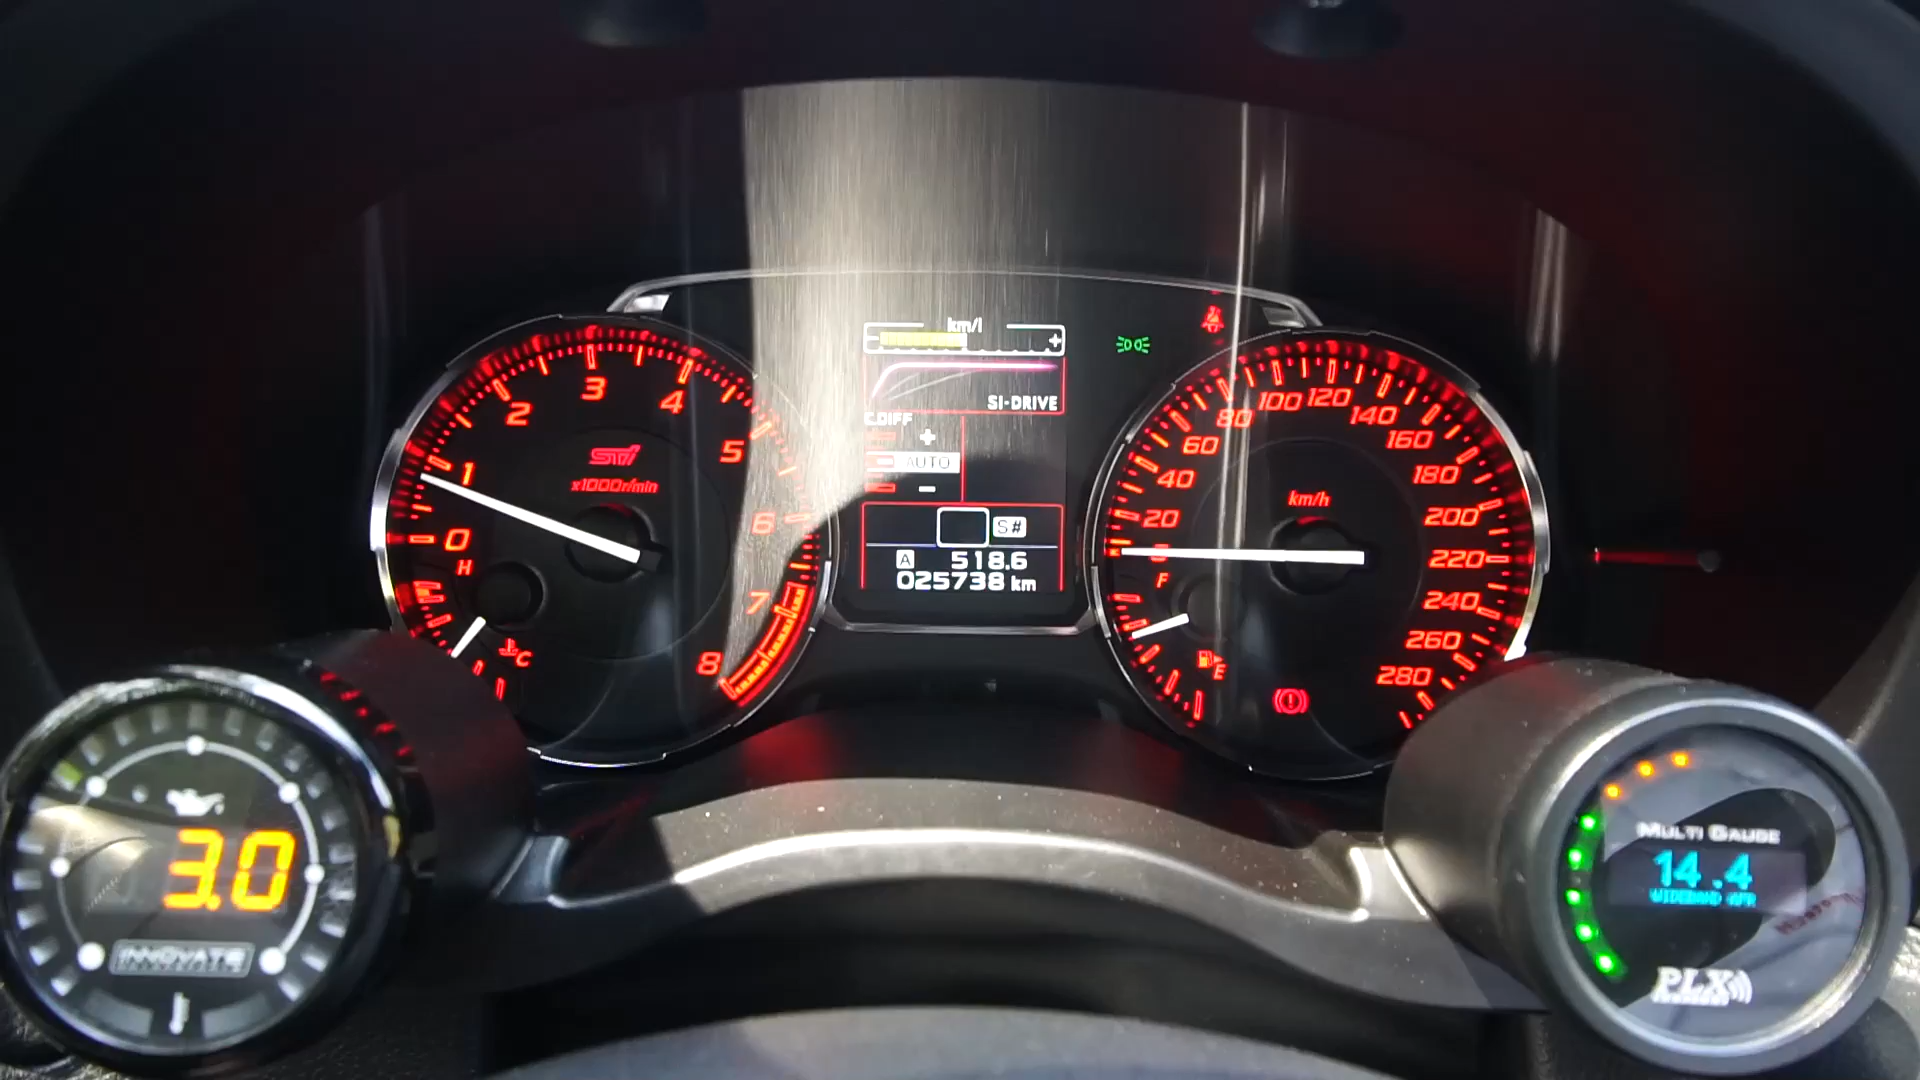 km/l
- +
SI-DRIVE
C.DIFF
+
AUTO
-
S#
A 518.6
025738 km
0 1 2 3 4 5 6 7 8
STI
x1000r/min
H
C
20 40 60 80 100 120 140 160 180 200 220 240 260 280
km/h
F
E
3.0
INNOVATE
MULTI GAUGE
14.4
WIDEBAND AFR
PLX